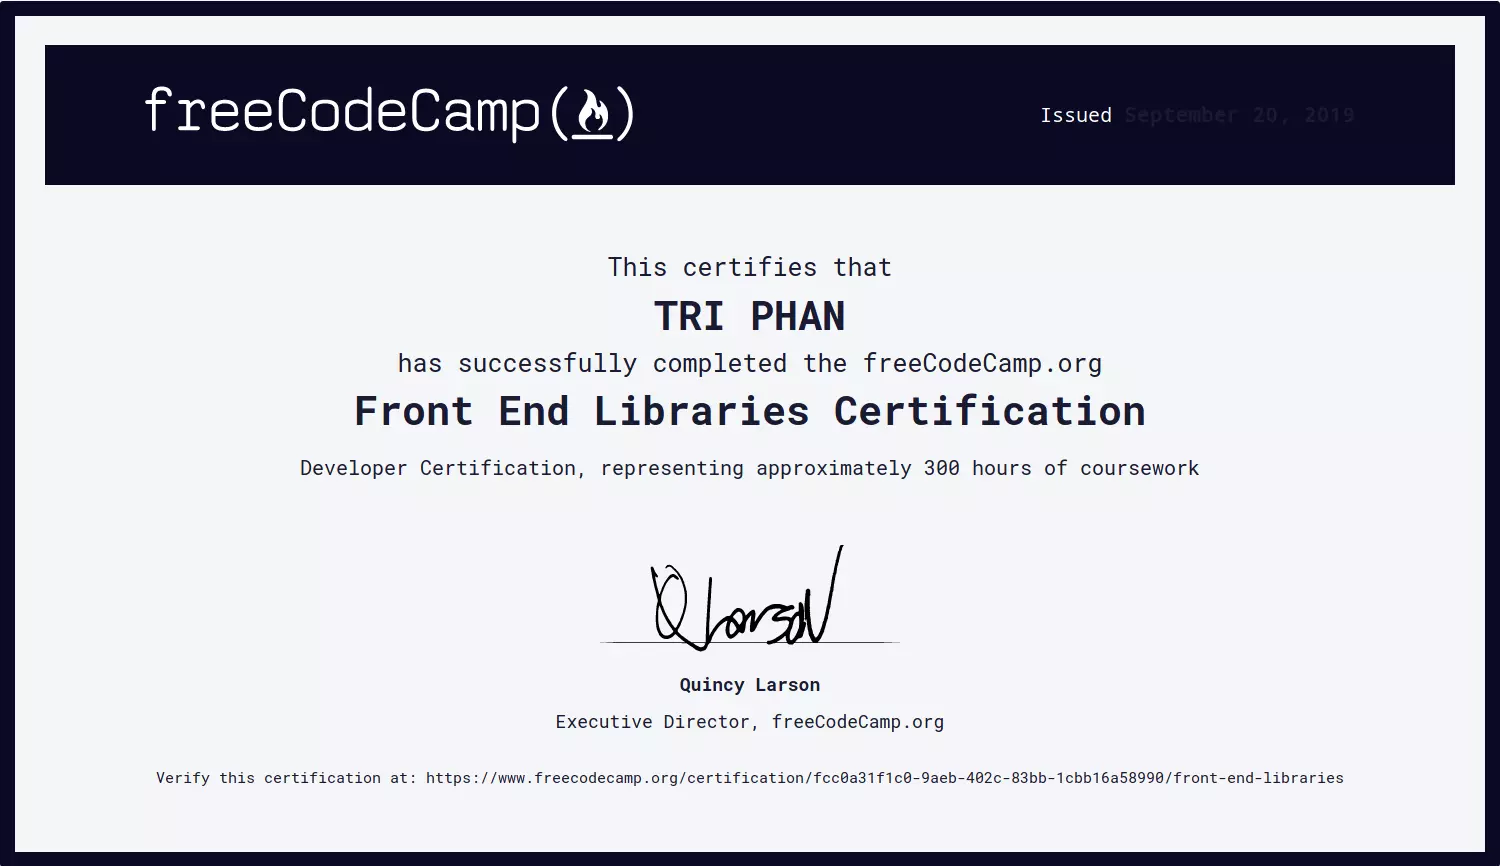 freeCodeCamp(🔥)
Issued September 20, 2019
This certifies that
TRI PHAN
has successfully completed the freeCodeCamp.org
Front End Libraries Certification
Developer Certification, representing approximately 300 hours of coursework
Q Larson
Quincy Larson
Executive Director, freeCodeCamp.org
Verify this certification at: https://www.freecodecamp.org/certification/fcc0a31f1c0-9aeb-402c-83bb-1cbb16a58990/front-end-libraries